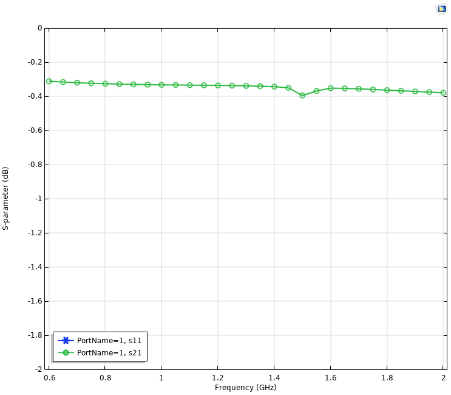 0
-0.2
-0.4
-0.6
-0.8
-1
-1.2
-1.4
-1.6
-1.8
-2
S-parameter (dB)
PortName=1, s11
PortName=1, s21
0.6 0.8 1 1.2 1.4 1.6 1.8 2
Frequency (GHz)